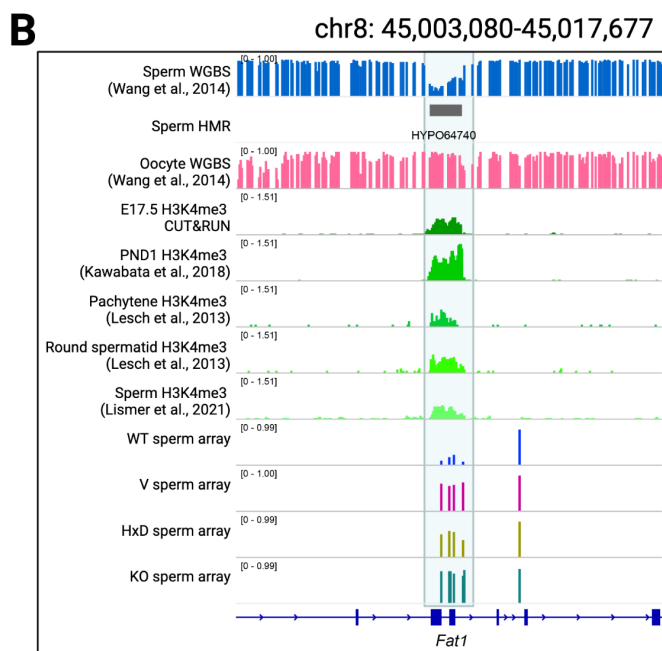 B
chr8: 45,003,080-45,017,677
Sperm WGBS
(Wang et al., 2014)
[0 - 1.00]
Sperm HMR
HYPO64740
Oocyte WGBS
(Wang et al., 2014)
[0 - 1.00]
E17.5 H3K4me3
CUT&RUN
[0 - 1.51]
PND1 H3K4me3
(Kawabata et al., 2018)
[0 - 1.51]
Pachytene H3K4me3
(Lesch et al., 2013)
[0 - 1.51]
Round spermatid H3K4me3
(Lesch et al., 2013)
[0 - 1.51]
Sperm H3K4me3
(Lismer et al., 2021)
[0 - 1.51]
WT sperm array
[0 - 0.99]
V sperm array
[0 - 1.00]
HxD sperm array
[0 - 0.99]
KO sperm array
[0 - 0.99]
Fat1